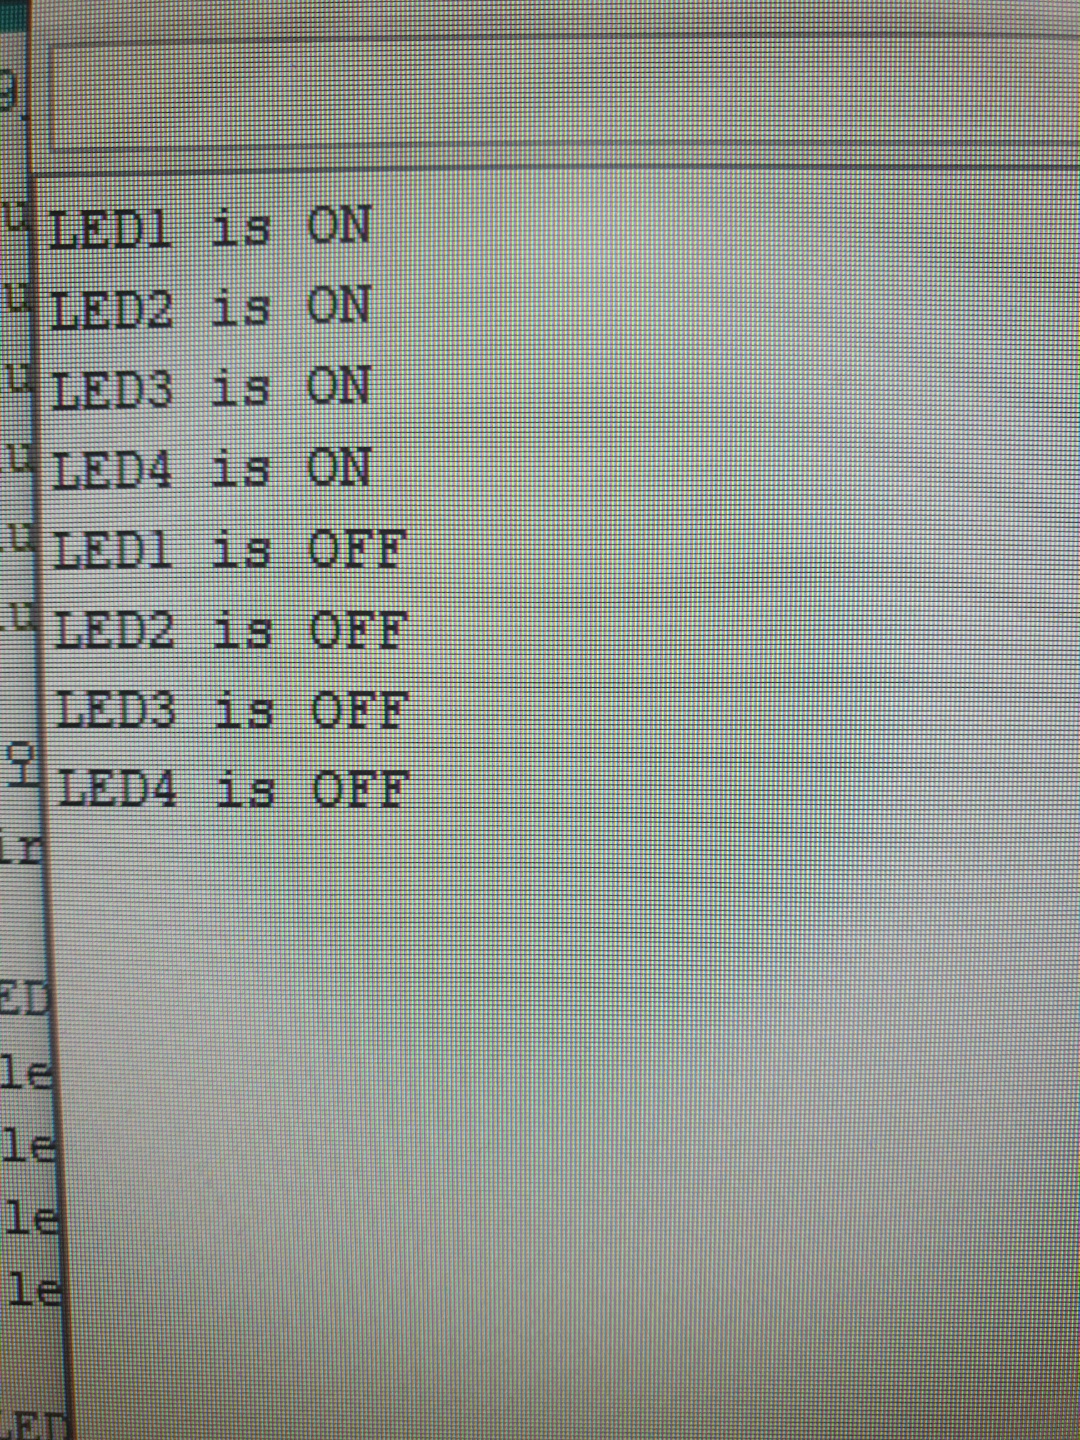 LED1 is ON
LED2 is ON
LED3 is ON
LED4 is ON
LED1 is OFF
LED2 is OFF
LED3 is OFF
LED4 is OFF